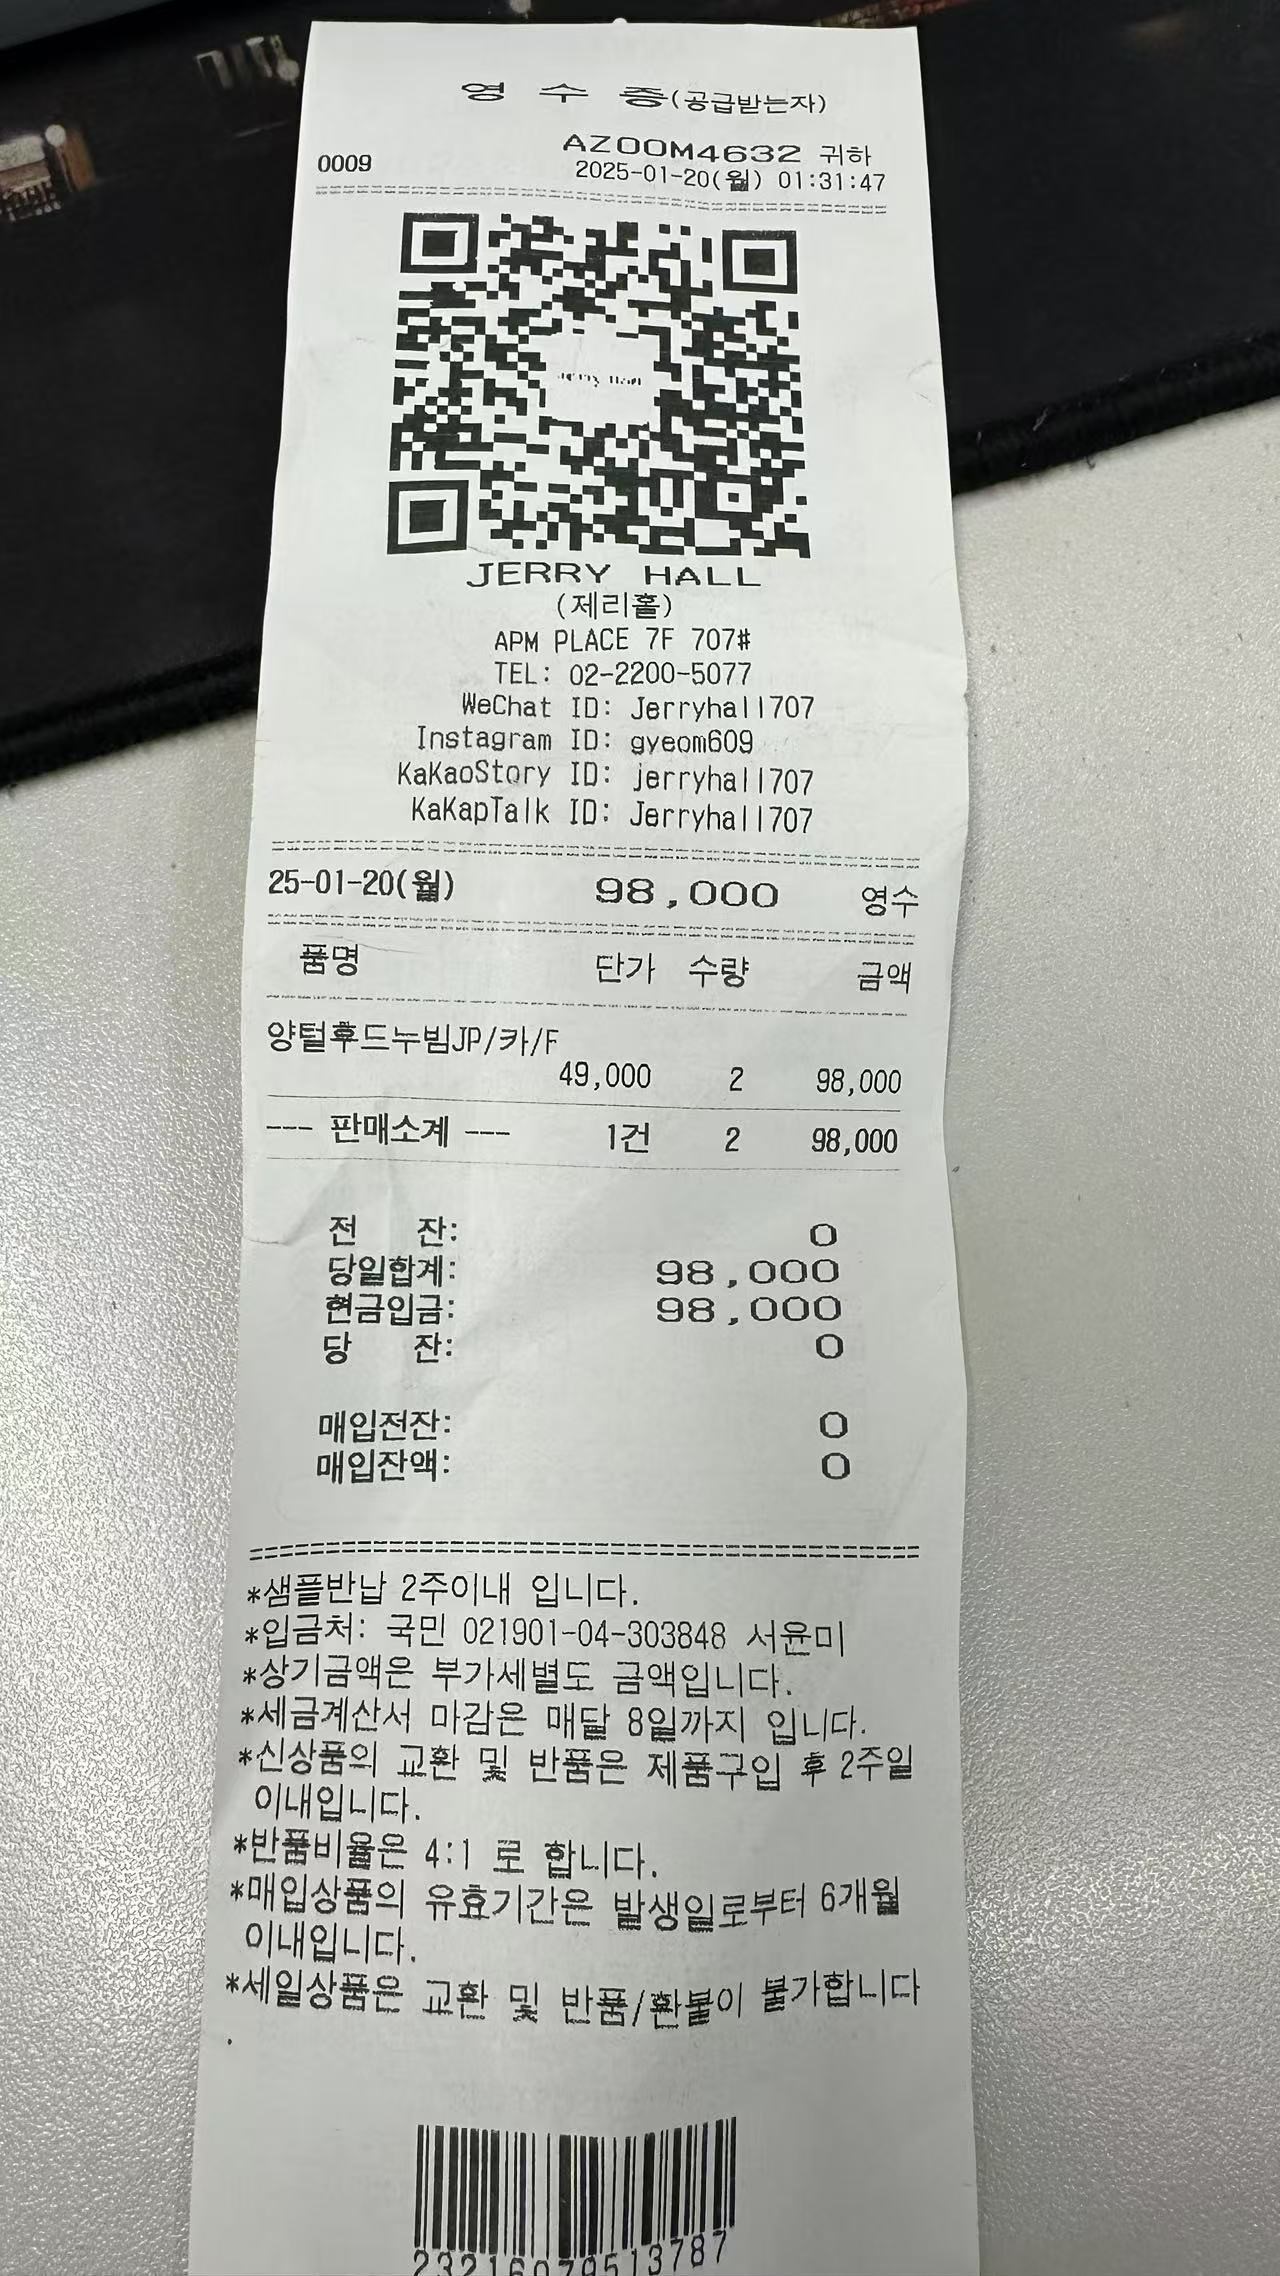 영 수 증(공급받는자)
AZOOM4632 귀하
0009 2025-01-20(월) 01:31:47
JERRY HALL
(제리홀)
APM PLACE 7F 707#
TEL: 02-2200-5077
WeChat ID: Jerryhall707
Instagram ID: gyeom609
KaKaoStory ID: jerryhall707
KaKapTalk ID: Jerryhall707
25-01-20(월) 98,000 영수
품명 단가 수량 금액
양털후드누빔JP/카/F
49,000 2 98,000
--- 판매소계 --- 1건 2 98,000
전 잔: 0
당일합계: 98,000
현금입금: 98,000
당 잔: 0
매입전잔: 0
매입잔액: 0
*샘플반납 2주이내 입니다.
*입금처: 국민 021901-04-303848 서윤미
*상기금액은 부가세별도 금액입니다.
*세금계산서 마감은 매달 8일까지 입니다.
*신상품의 교환 및 반품은 제품구입 후 2주일
이내입니다.
*반품비율은 4:1 로 합니다.
*매입상품의 유효기간은 발생일로부터 6개월
이내입니다.
*세일상품은 교환 및 반품/환불이 불가합니다
.